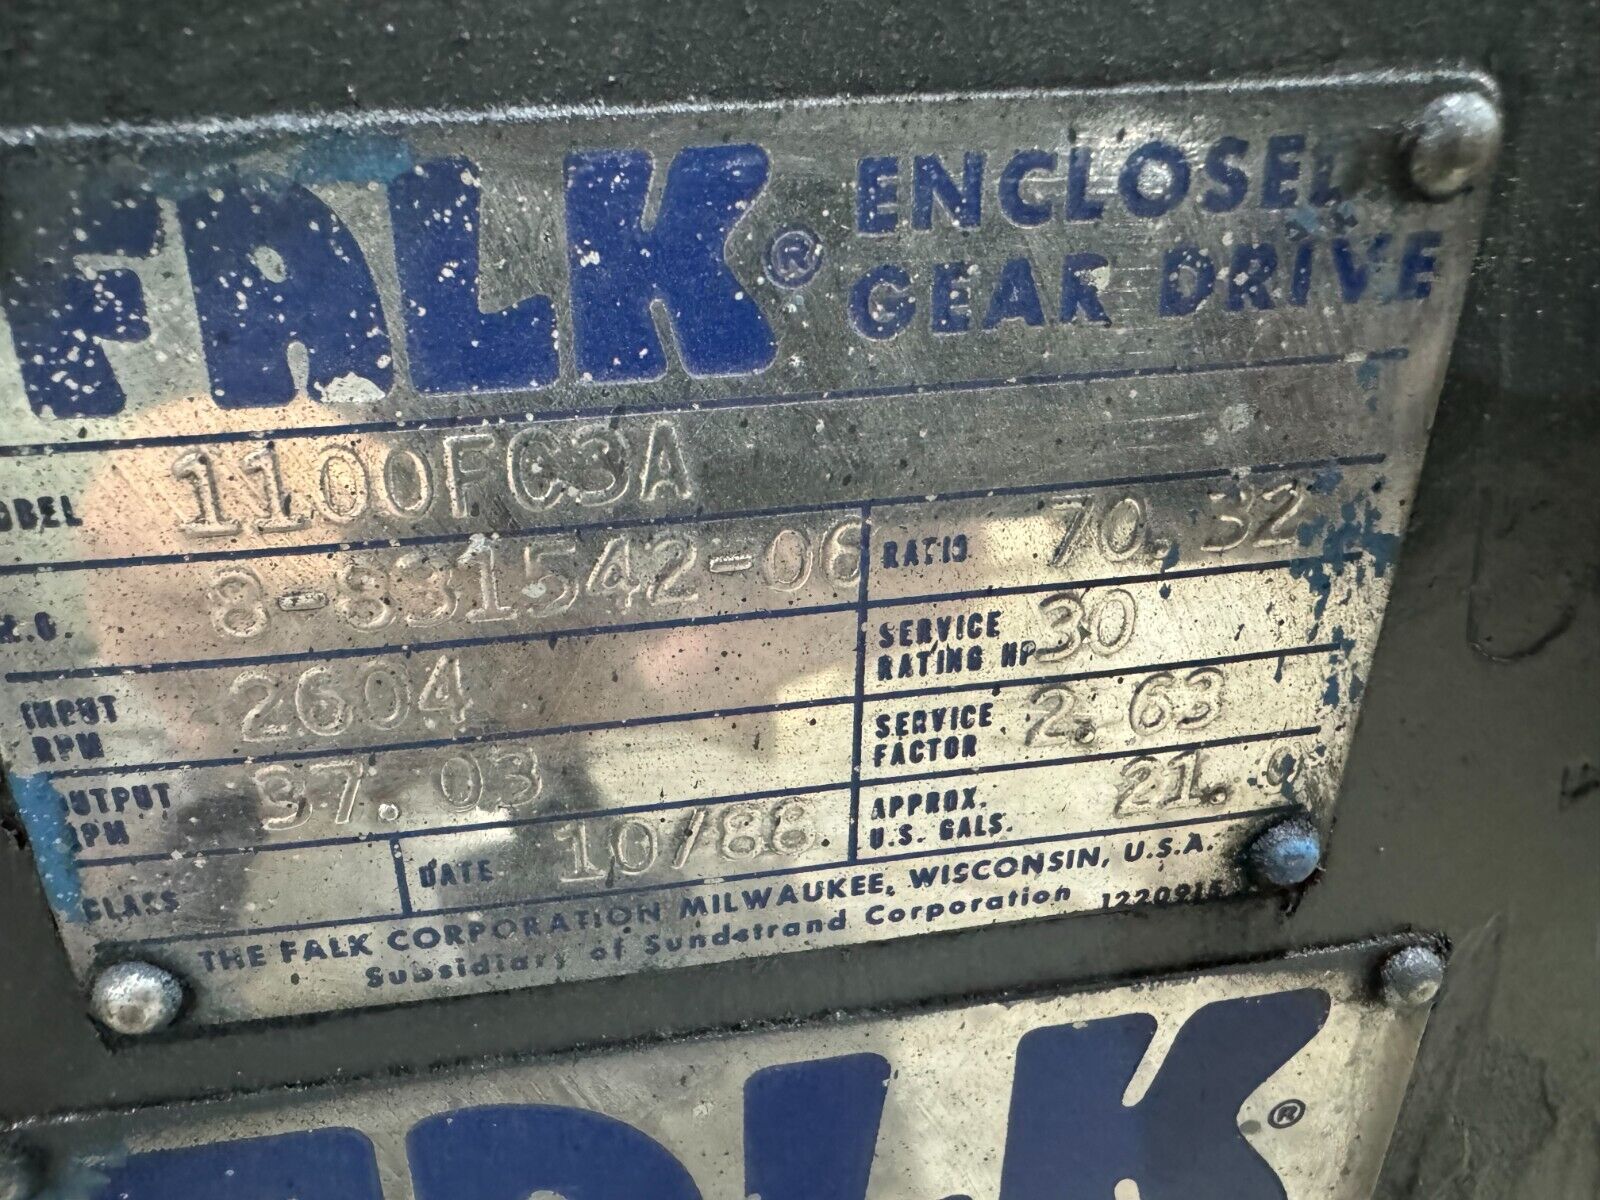 FALK® ENCLOSED
GEAR DRIVE
MODEL 1100FC3A
M.O. 8-831542-06 RATIO 70.32
INPUT RPM 2604 SERVICE RATING HP 30
OUTPUT RPM 37.03 SERVICE FACTOR 2.63
CLASS DATE 10/88 APPROX. U.S. GALS. 21.0
THE FALK CORPORATION MILWAUKEE, WISCONSIN, U.S.A.
Subsidiary of Sundstrand Corporation
FALK®